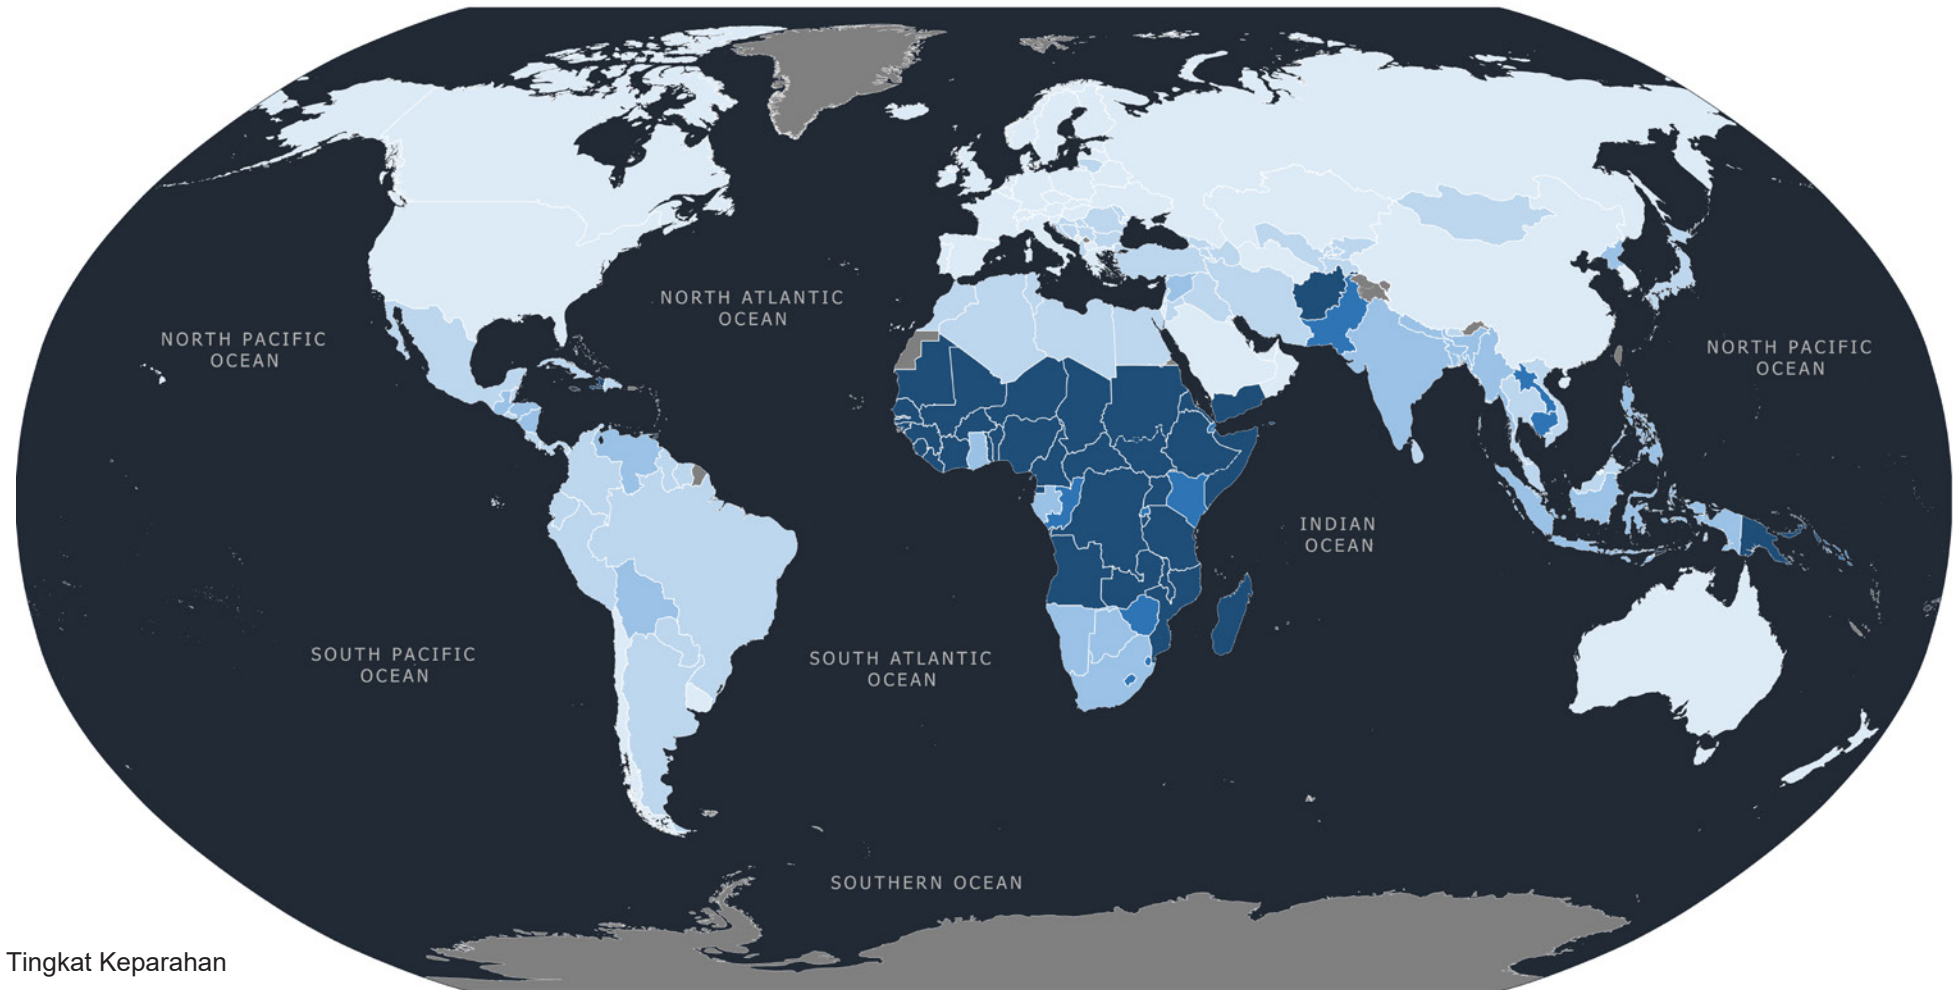 NORTH ATLANTIC
OCEAN
NORTH PACIFIC
OCEAN
NORTH PACIFIC
OCEAN
INDIAN
OCEAN
SOUTH PACIFIC
OCEAN
SOUTH ATLANTIC
OCEAN
SOUTHERN OCEAN
Tingkat Keparahan